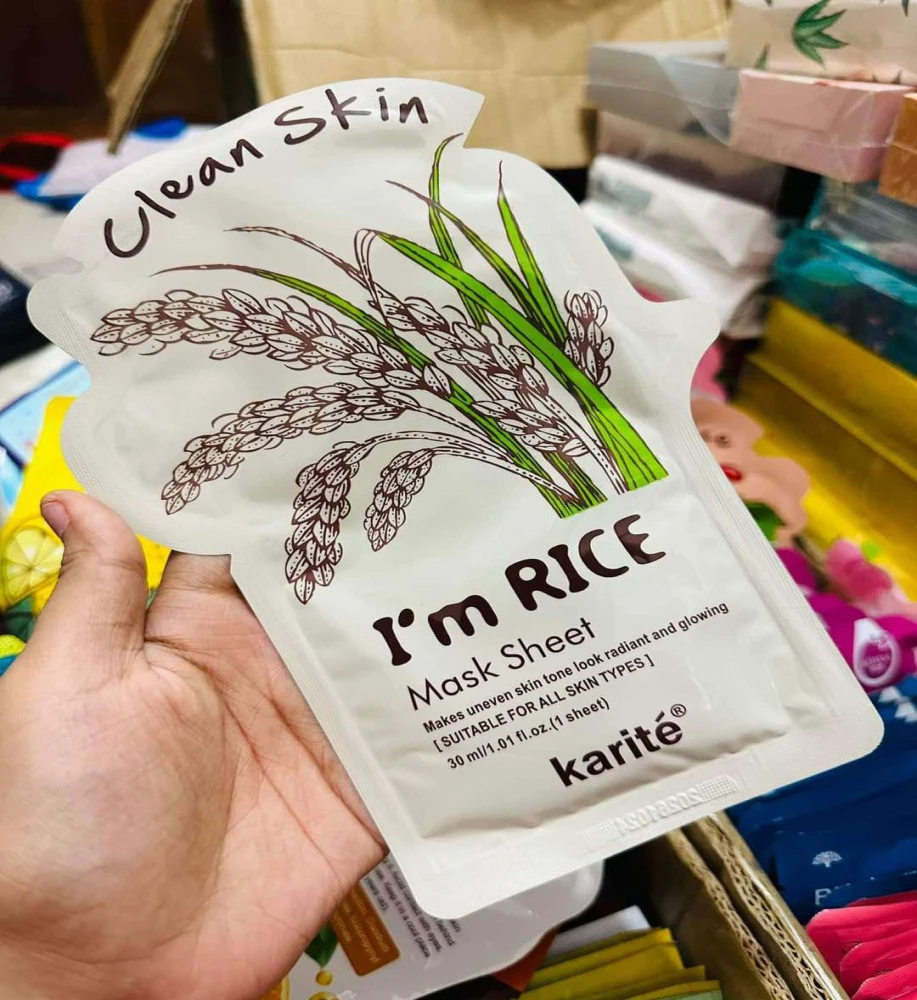 Clean Skin
I'm RICE
Mask Sheet
Makes uneven skin tone look radiant and glowing
[ SUITABLE FOR ALL SKIN TYPES ]
30 ml/1.01 fl.oz.(1 sheet)
karité®